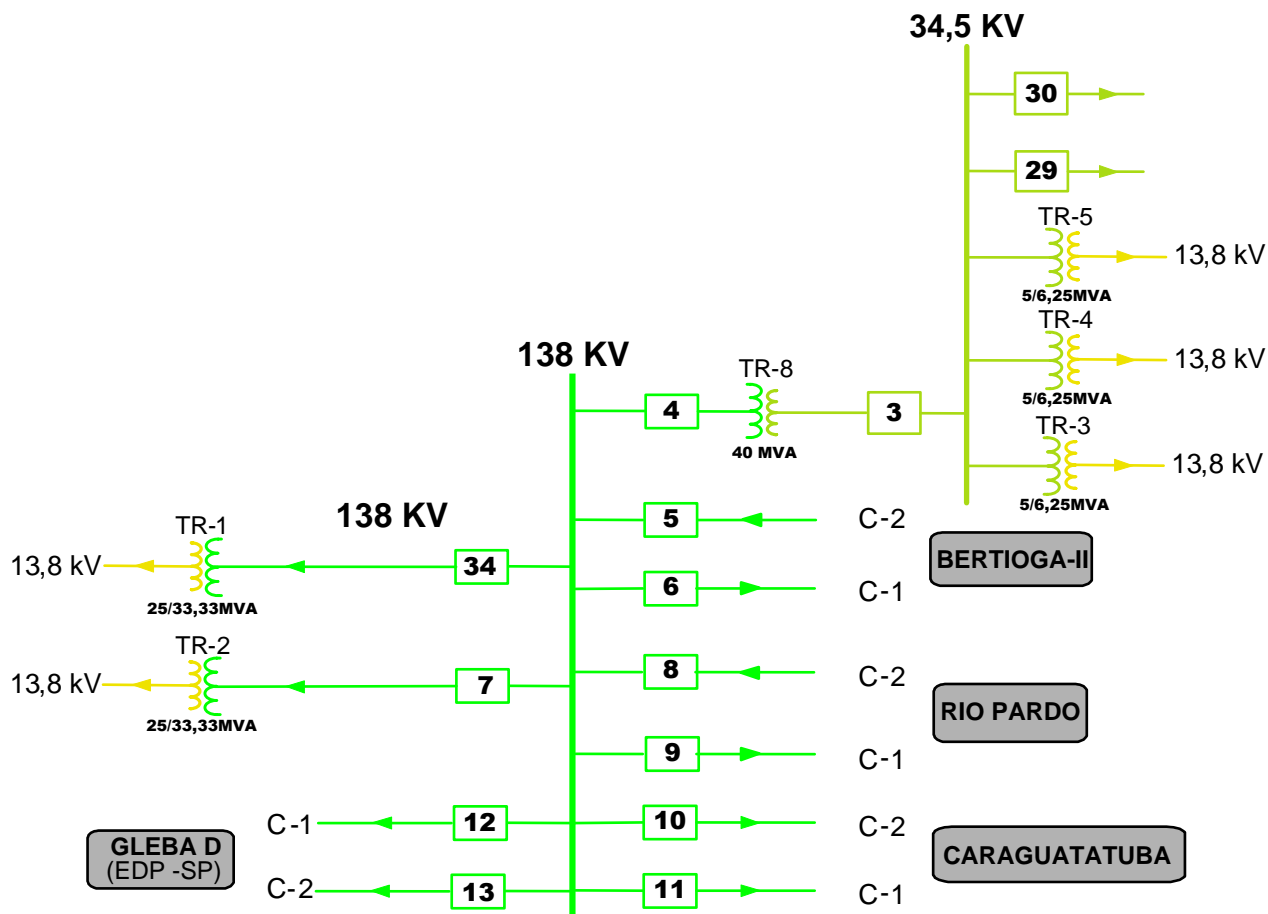 34,5 KV
30
29
TR-5
13,8 kV
5/6,25MVA
TR-4
13,8 kV
5/6,25MVA
TR-3
13,8 kV
5/6,25MVA
138 KV
4
TR-8
40 MVA
3
138 KV
TR-1
13,8 kV
25/33,33MVA
34
TR-2
13,8 kV
25/33,33MVA
7
5
C-2
6
C-1
BERTIOGA-II
8
C-2
9
C-1
RIO PARDO
10
C-2
11
C-1
CARAGUATATUBA
C-1
12
C-2
13
GLEBA D
(EDP -SP)